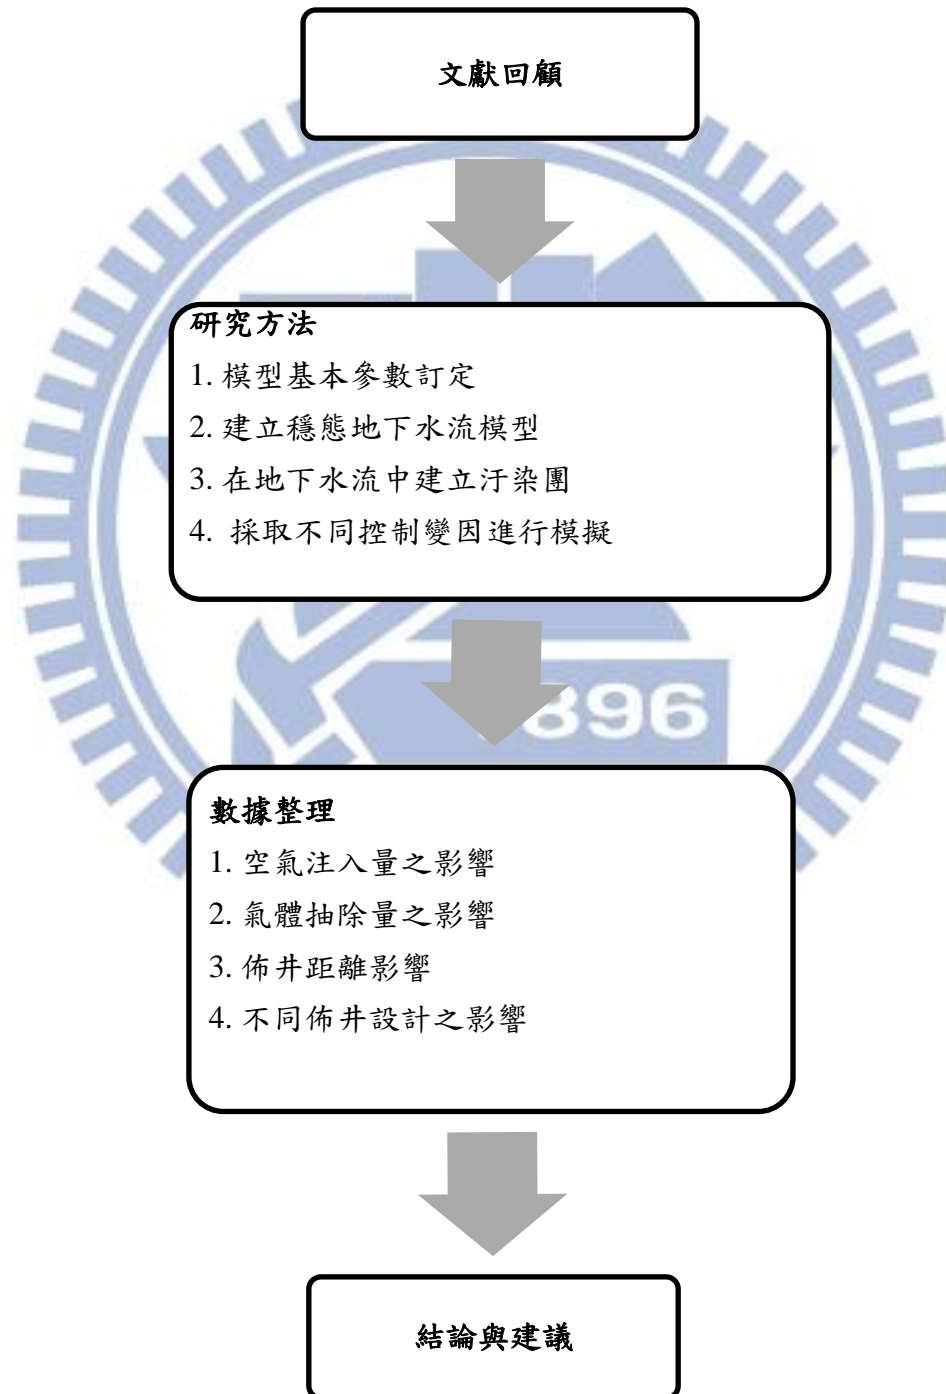 文獻回顧
研究方法
1. 模型基本參數訂定
2. 建立穩態地下水流模型
3. 在地下水流中建立汙染團
4. 採取不同控制變因進行模擬
896
數據整理
1. 空氣注入量之影響
2. 氣體抽除量之影響
3. 佈井距離影響
4. 不同佈井設計之影響
結論與建議